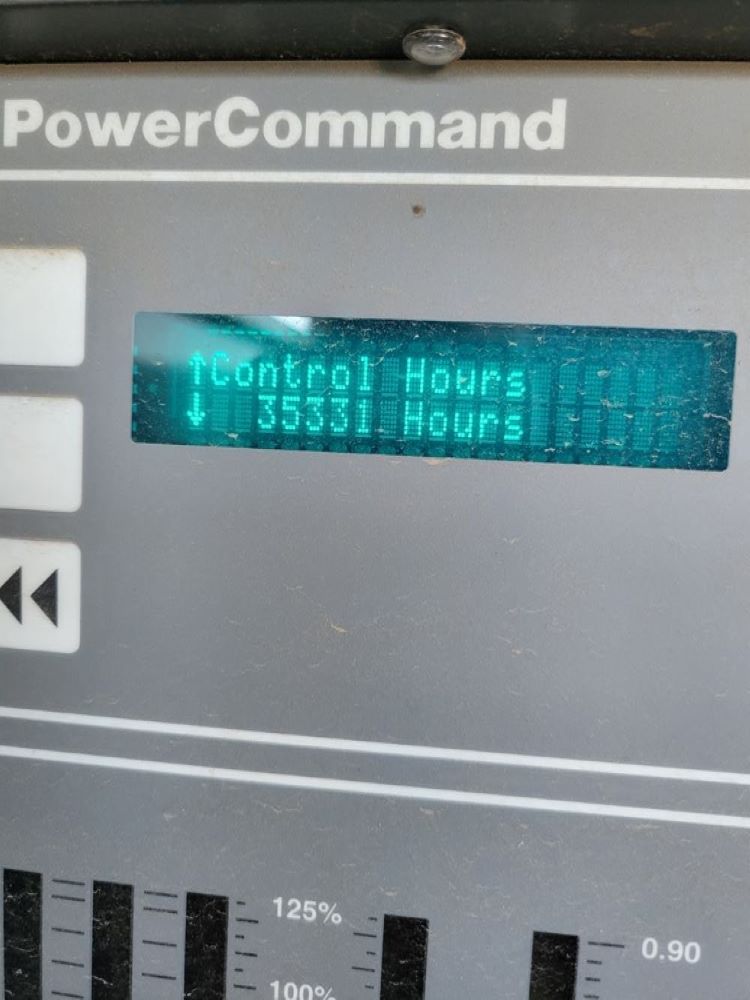 PowerCommand
↑Control Hours
↓ 35331 Hours
125%
100%
0.90